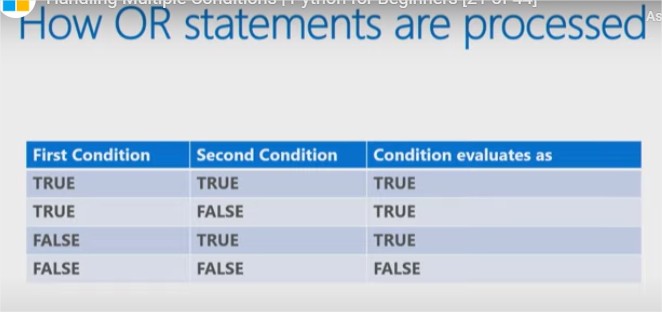 Handling Multiple Conditions | Python for Beginners [21 of 44]
How OR statements are processed
As
First Condition Second Condition Condition evaluates as
TRUE TRUE TRUE
TRUE FALSE TRUE
FALSE TRUE TRUE
FALSE FALSE FALSE